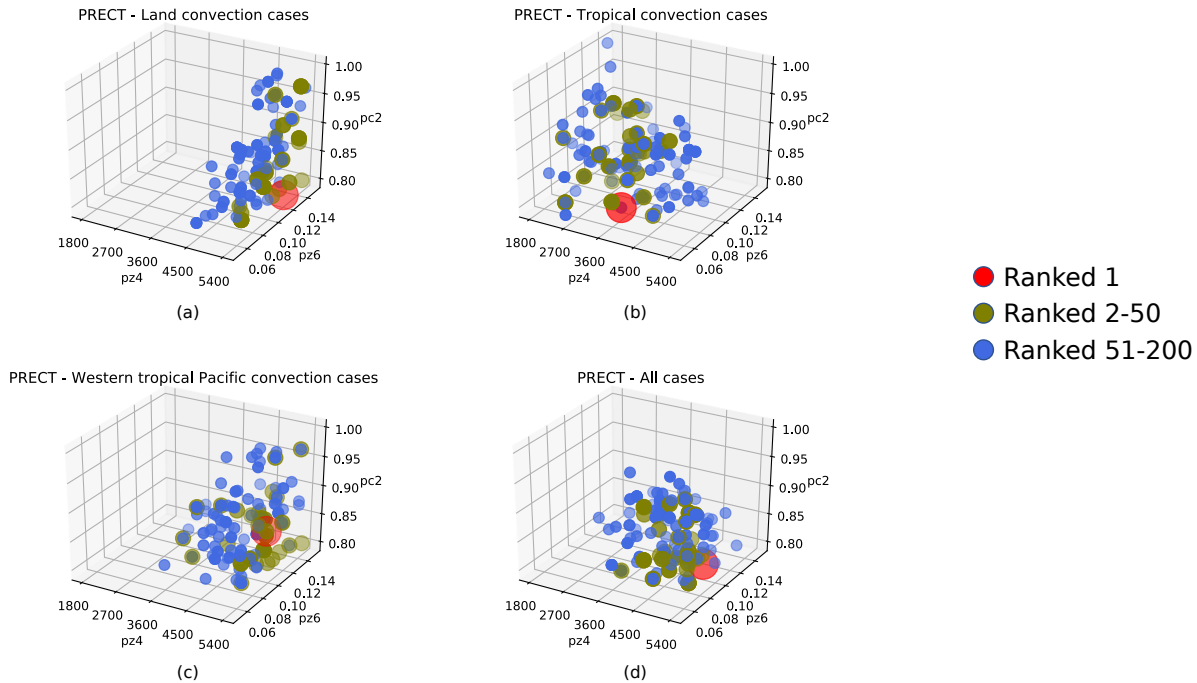 PRECT - Land convection cases
1.00
0.95
0.90
pc2
0.85
0.80
0.14
0.12
0.10
pz6
0.08
0.06
1800
2700
3600
4500
5400
pz4
(a)
PRECT - Tropical convection cases
1.00
0.95
0.90
pc2
0.85
0.80
0.14
0.12
0.10
pz6
0.08
0.06
1800
2700
3600
4500
5400
pz4
(b)
Ranked 1
Ranked 2-50
Ranked 51-200
PRECT - Western tropical Pacific convection cases
1.00
0.95
0.90
pc2
0.85
0.80
0.14
0.12
0.10
pz6
0.08
0.06
1800
2700
3600
4500
5400
pz4
(c)
PRECT - All cases
1.00
0.95
0.90
pc2
0.85
0.80
0.14
0.12
0.10
pz6
0.08
0.06
1800
2700
3600
4500
5400
pz4
(d)